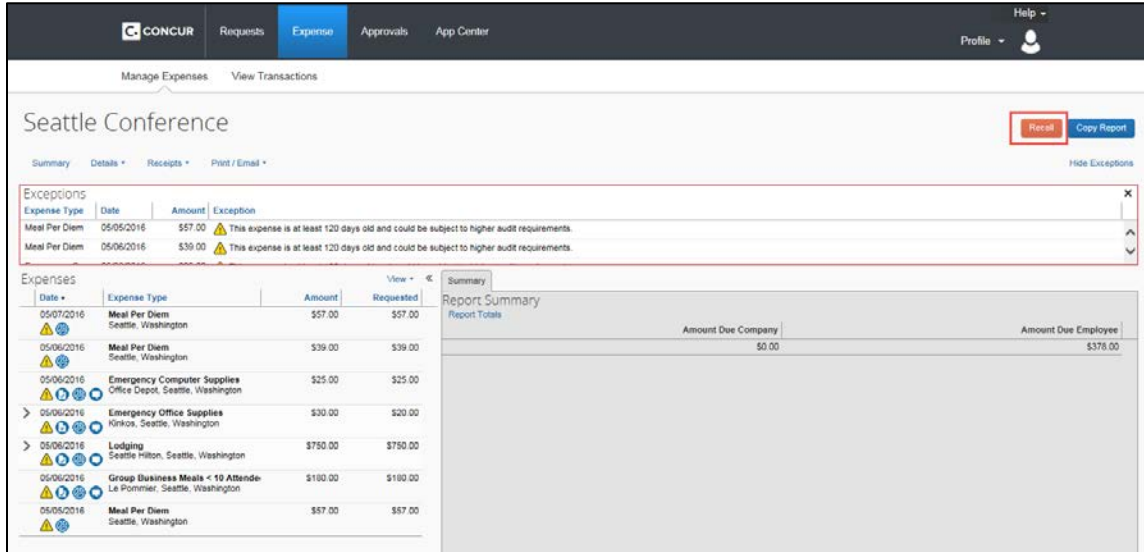 Help
C. CONCUR Requests Expense Approvals App Center
Profile
Manage Expenses View Transactions
Seattle Conference
Recall Copy Report
Summary Details Receipts Print / Email Hide Exceptions
Exceptions
Expense Type Date Amount Exception
Meal Per Diem 05/05/2016 $57.00 This expense is at least 120 days old and could be subject to higher audit requirements.
Meal Per Diem 05/06/2016 $39.00 This expense is at least 120 days old and could be subject to higher audit requirements.
Expenses View Summary
Date Expense Type Amount Requested Report Summary
05/07/2016 Meal Per Diem $57.00 $57.00 Report Totals
Seattle, Washington Amount Due Company Amount Due Employee
05/06/2016 Meal Per Diem $39.00 $39.00 $0.00 $378.00
Seattle, Washington
05/06/2016 Emergency Computer Supplies $25.00 $25.00
Office Depot, Seattle, Washington
05/06/2016 Emergency Office Supplies $30.00 $20.00
Kinkos, Seattle, Washington
05/06/2016 Lodging $750.00 $750.00
Seattle Hilton, Seattle, Washington
05/06/2016 Group Business Meals < 10 Attende $180.00 $180.00
Le Pommier, Seattle, Washington
05/05/2016 Meal Per Diem $57.00 $57.00
Seattle, Washington